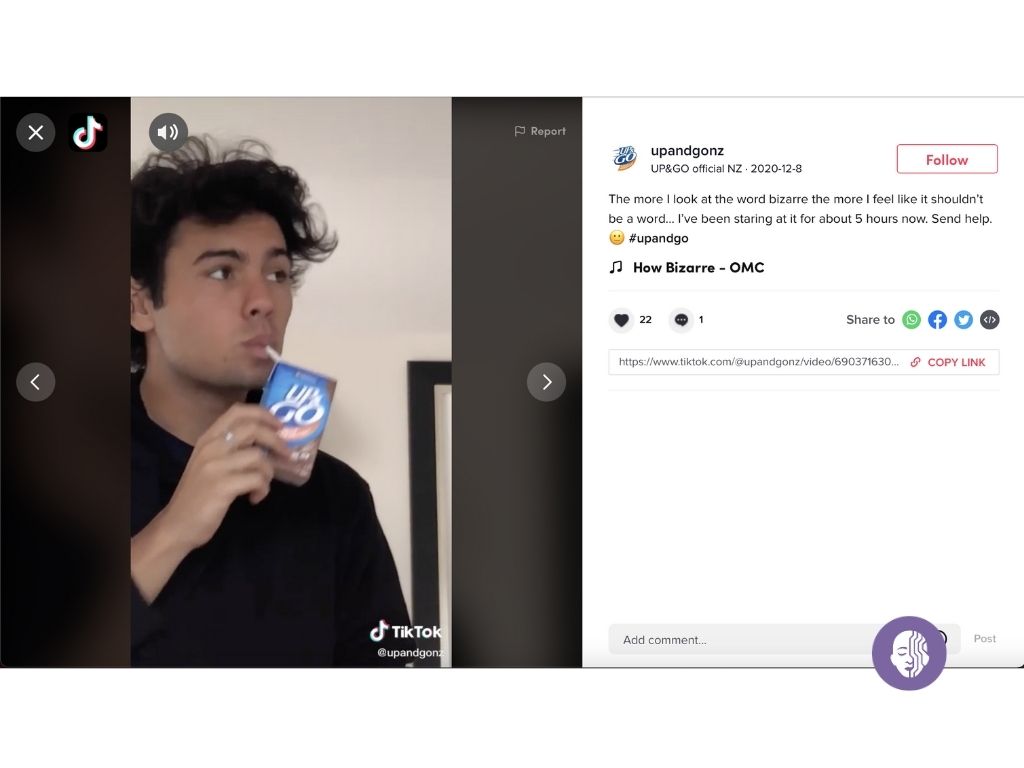 Report
upandgonz
UP&GO official NZ · 2020-12-8
Follow
The more I look at the word bizarre the more I feel like it shouldn't
be a word... I've been staring at it for about 5 hours now. Send help.
🙂 #upandgo
How Bizarre - OMC
22
1
Share to
https://www.tiktok.com/@upandgonz/video/690371630...
COPY LINK
UP&
GO
TikTok
@upandgonz
Add comment...
Post